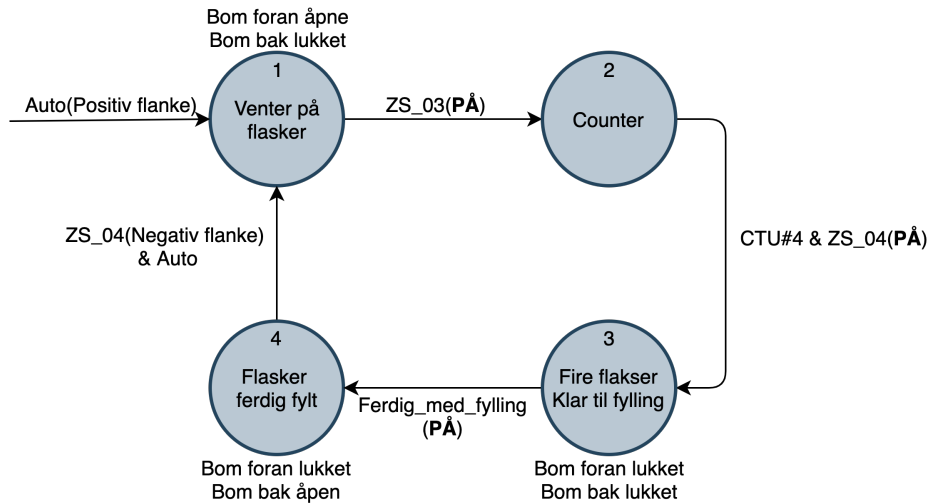 Bom foran åpne
Bom bak lukket
1
Venter på
flasker
Auto(Positiv flanke)
ZS_03(PÅ)
2
Counter
CTU#4 & ZS_04(PÅ)
ZS_04(Negativ flanke)
& Auto
4
Flasker
ferdig fylt
Bom foran lukket
Bom bak åpen
Ferdig_med_fylling
(PÅ)
3
Fire flakser
Klar til fylling
Bom foran lukket
Bom bak lukket